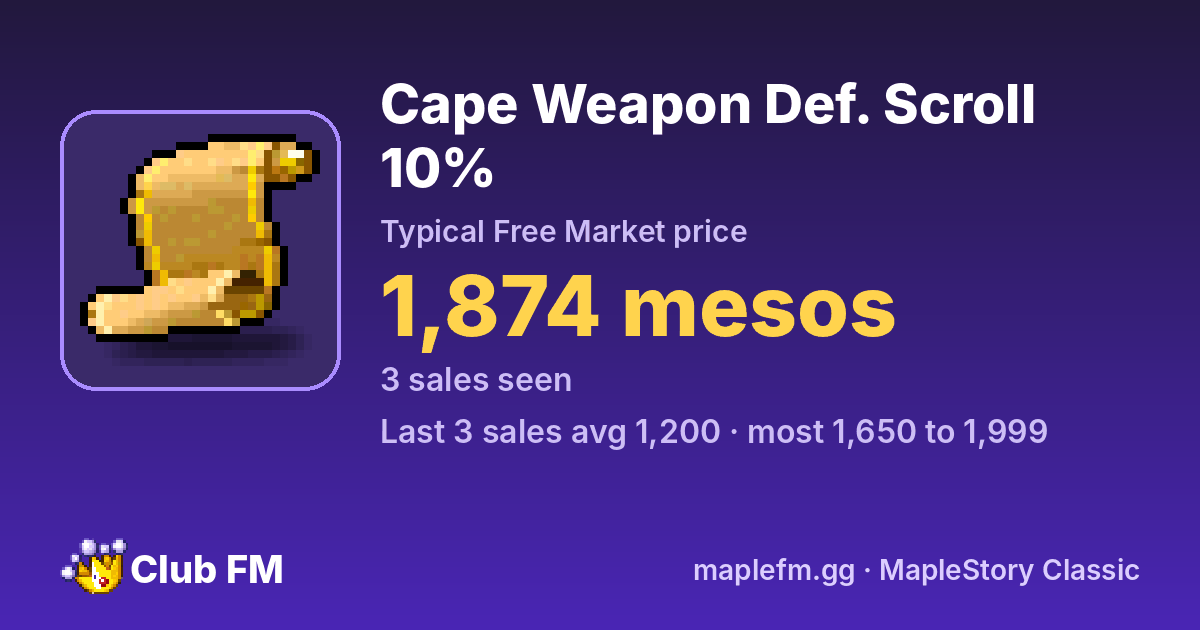 Cape Weapon Def. Scroll
10%
Typical Free Market price
1,874 mesos
3 sales seen
Last 3 sales avg 1,200 · most 1,650 to 1,999
Club FM
maplefm.gg · MapleStory Classic